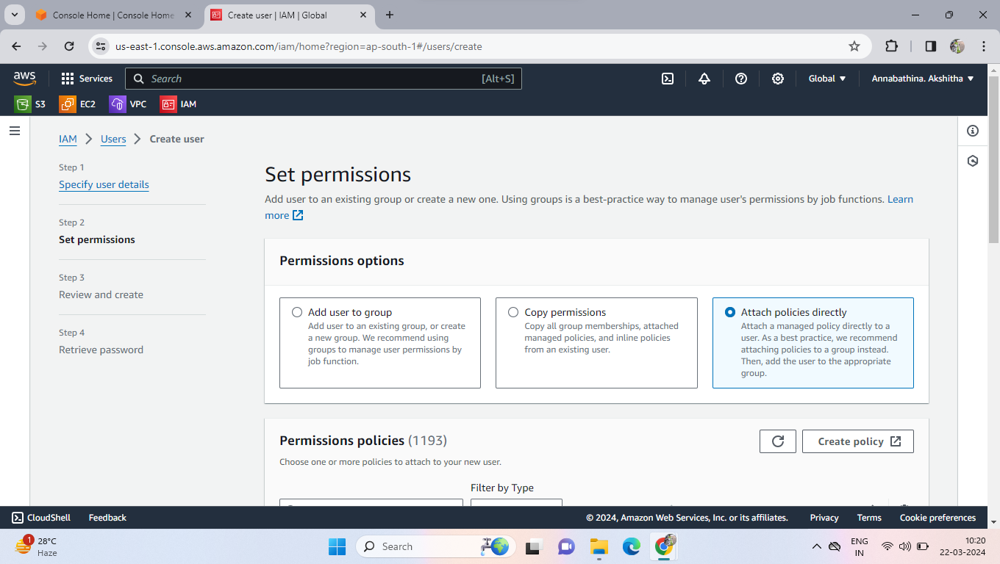 Console Home | Console Home
Create user | IAM | Global
us-east-1.console.aws.amazon.com/iam/home?region=ap-south-1#/users/create
aws
Services
Search
[Alt+S]
Global
Annabathina. Akshitha
S3
EC2
VPC
IAM
IAM
Users
Create user
Step 1
Specify user details
Step 2
Set permissions
Step 3
Review and create
Step 4
Retrieve password
Set permissions
Add user to an existing group or create a new one. Using groups is a best-practice way to manage user's permissions by job functions. Learn
more
Permissions options
Add user to group
Add user to an existing group, or create
a new group. We recommend using
groups to manage user permissions by
job function.
Copy permissions
Copy all group memberships, attached
managed policies, and inline policies
from an existing user.
Attach policies directly
Attach a managed policy directly to a
user. As a best practice, we recommend
attaching policies to a group instead.
Then, add the user to the appropriate
group.
Permissions policies (1193)
Create policy
Choose one or more policies to attach to your new user.
Filter by Type
CloudShell
Feedback
© 2024, Amazon Web Services, Inc. or its affiliates.
Privacy
Terms
Cookie preferences
1
28°C
Haze
Search
ENG
IN
10:20
22-03-2024